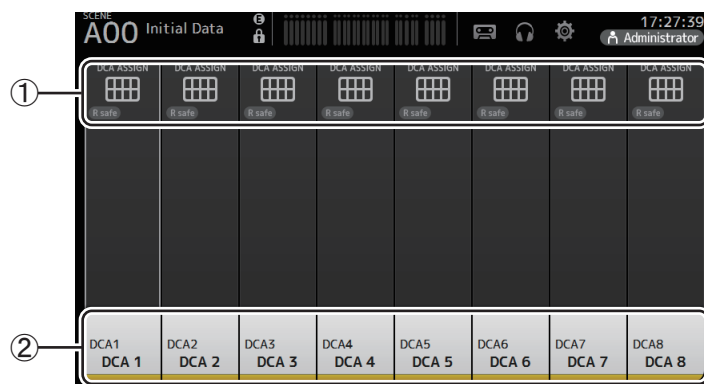 SCENE
A00 Initial Data E 17:27:39
Administrator
① DCA ASSIGN DCA ASSIGN DCA ASSIGN DCA ASSIGN DCA ASSIGN DCA ASSIGN DCA ASSIGN DCA ASSIGN
R safe R safe R safe R safe R safe R safe R safe R safe
② DCA1 DCA2 DCA3 DCA4 DCA5 DCA6 DCA7 DCA8
DCA 1 DCA 2 DCA 3 DCA 4 DCA 5 DCA 6 DCA 7 DCA 8